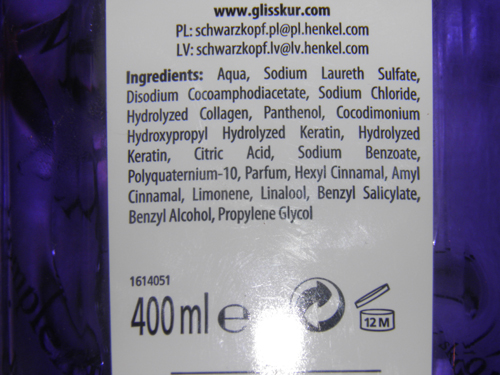 www.glisskur.com
PL: schwarzkopf.pl@pl.henkel.com
LV: schwarzkopf.lv@lv.henkel.com
Ingredients: Aqua, Sodium Laureth Sulfate,
Disodium Cocoamphodiacetate, Sodium Chloride,
Hydrolyzed Collagen, Panthenol, Cocodimonium
Hydroxypropyl Hydrolyzed Keratin, Hydrolyzed
Keratin, Citric Acid, Sodium Benzoate,
Polyquaternium-10, Parfum, Hexyl Cinnamal, Amyl
Cinnamal, Limonene, Linalool, Benzyl Salicylate,
Benzyl Alcohol, Propylene Glycol
1614051
400 ml e
12 M